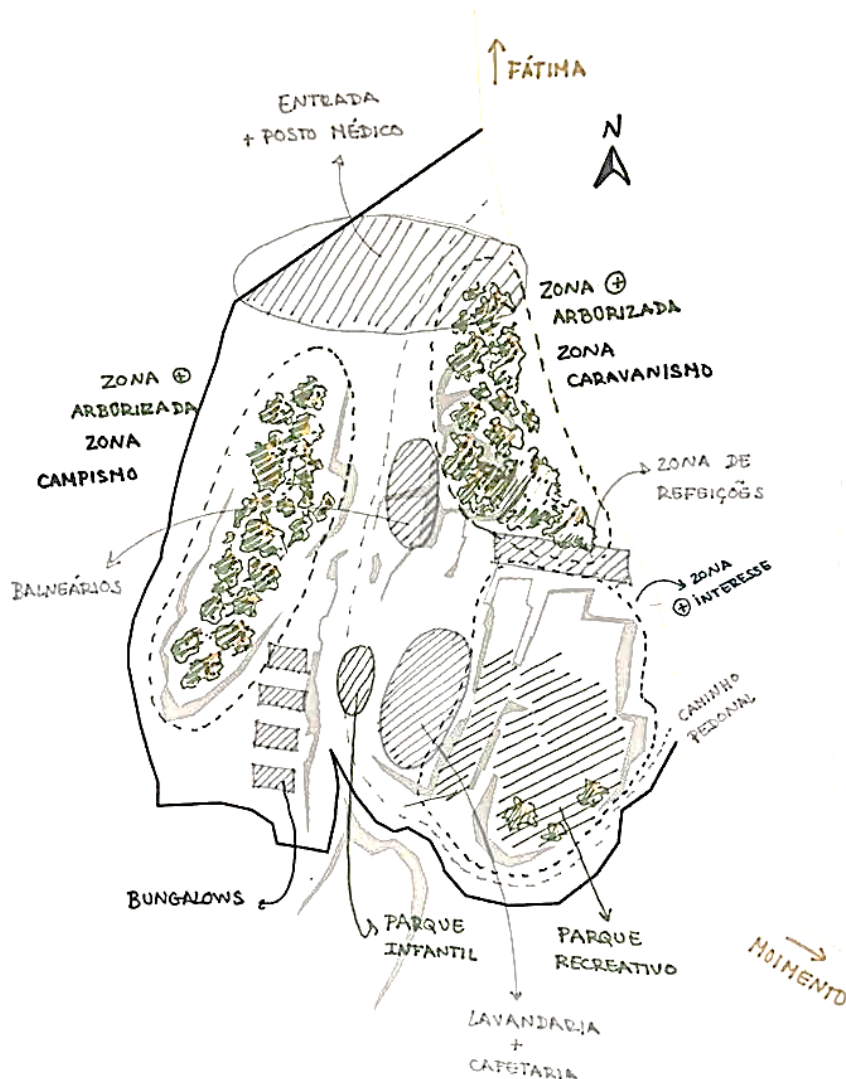 FÁTIMA
ENTRADA
+ POSTO MÉDICO
N
ZONA ⊕
ARBORIZADA
ZONA
CARAVANISMO
ZONA ⊕
ARBORIZADA
ZONA
CAMPISMO
ZONA DE
REFEIÇÕES
BALNEÁRIOS
ZONA
⊕ INTERESSE
CAMINHO
PEDONAL
BUNGALOWS
PARQUE
INFANTIL
PARQUE
RECREATIVO
MOIMENTO
LAVANDARIA
+
CAFETARIA